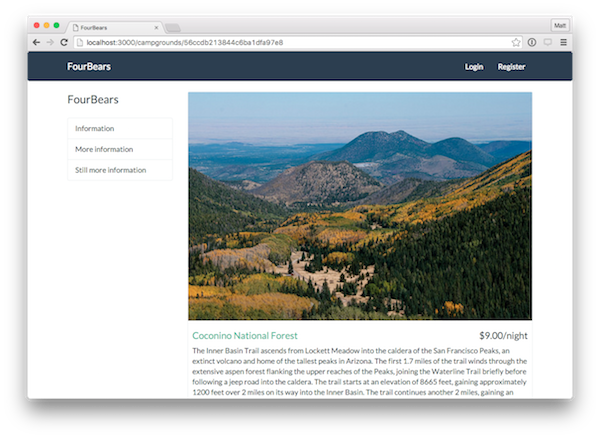 FourBears
Matt
localhost:3000/campgrounds/56ccdb213844c6ba1dfa97e8
FourBears
Login
Register
FourBears
Information
More information
Still more information
Coconino National Forest
$9.00/night
The Inner Basin Trail ascends from Lockett Meadow into the caldera of the San Francisco Peaks, an
extinct volcano and home of the tallest peaks in Arizona. The first 1.7 miles of the trail winds through the
extensive aspen forest flanking the upper reaches of the Peaks, joining the Waterline Trail briefly before
following a jeep road into the caldera. The trail starts at an elevation of 8665 feet, gaining approximately
1200 feet over 2 miles on its way into the Inner Basin. The trail continues another 2 miles, gaining an